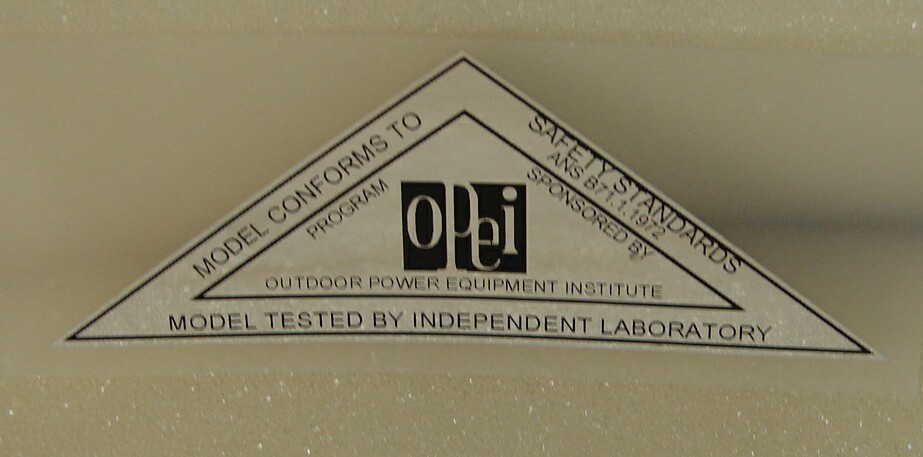 MODEL CONFORMS TO
SAFETY STANDARDS
ANS B71.1.1972
PROGRAM
SPONSORED BY
OPei
OUTDOOR POWER EQUIPMENT INSTITUTE
MODEL TESTED BY INDEPENDENT LABORATORY